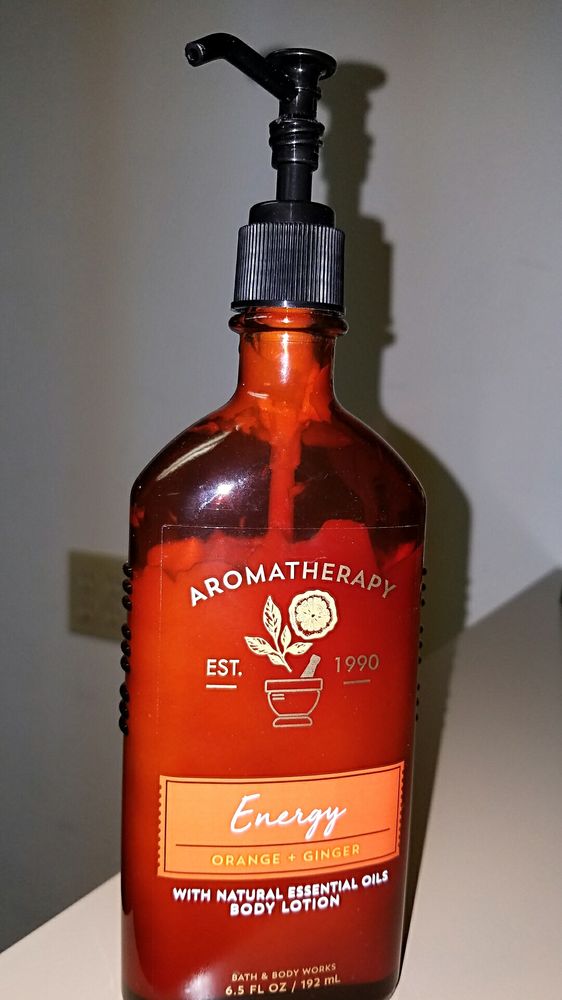 AROMATHERAPY
EST. 1990
Energy
ORANGE + GINGER
WITH NATURAL ESSENTIAL OILS
BODY LOTION
BATH & BODY WORKS
6.5 FL OZ / 192 mL